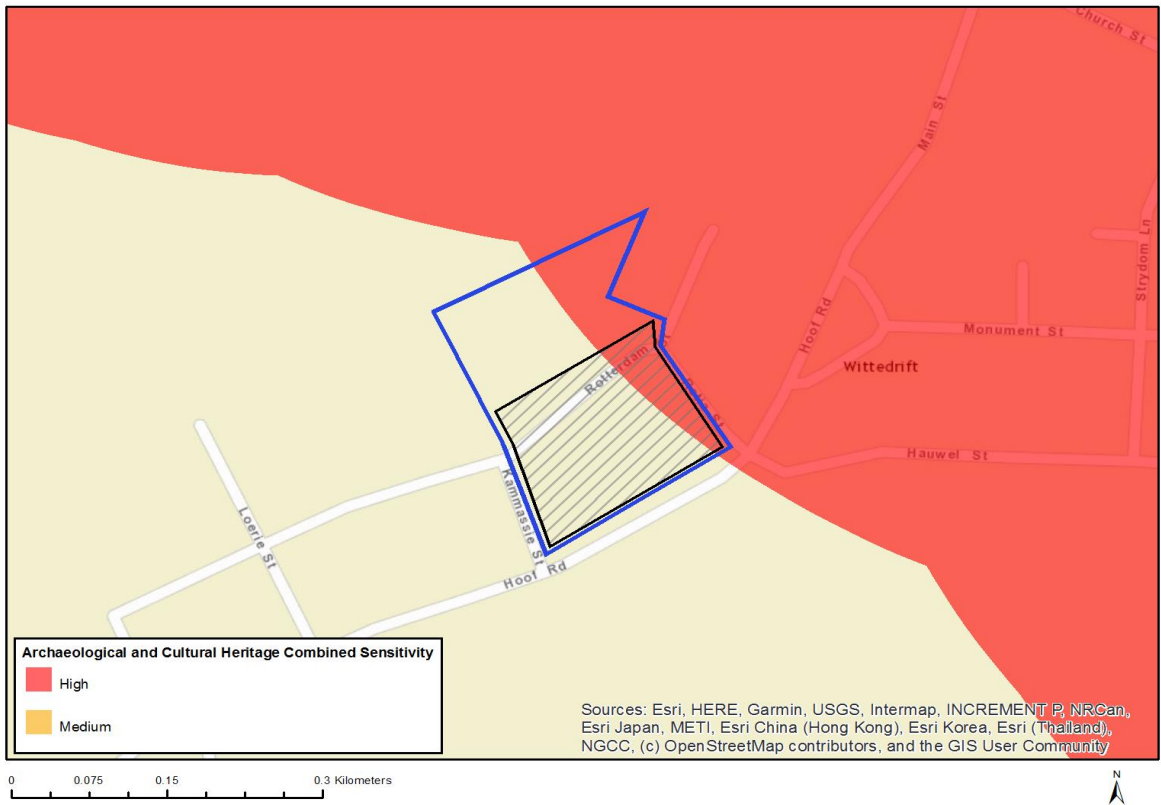 Church St
Main St
Strydom Ln
Hoof Rd
Monument St
Wittedrift
Rotterdam St
Hauwel St
Kammassie St
Loerie St
Hoof Rd
Archaeological and Cultural Heritage Combined Sensitivity
High
Medium
Sources: Esri, HERE, Garmin, USGS, Intermap, INCREMENT P, NRCan,
Esri Japan, METI, Esri China (Hong Kong), Esri Korea, Esri (Thailand),
NGCC, (c) OpenStreetMap contributors, and the GIS User Community
0 0.075 0.15 0.3 Kilometers
N